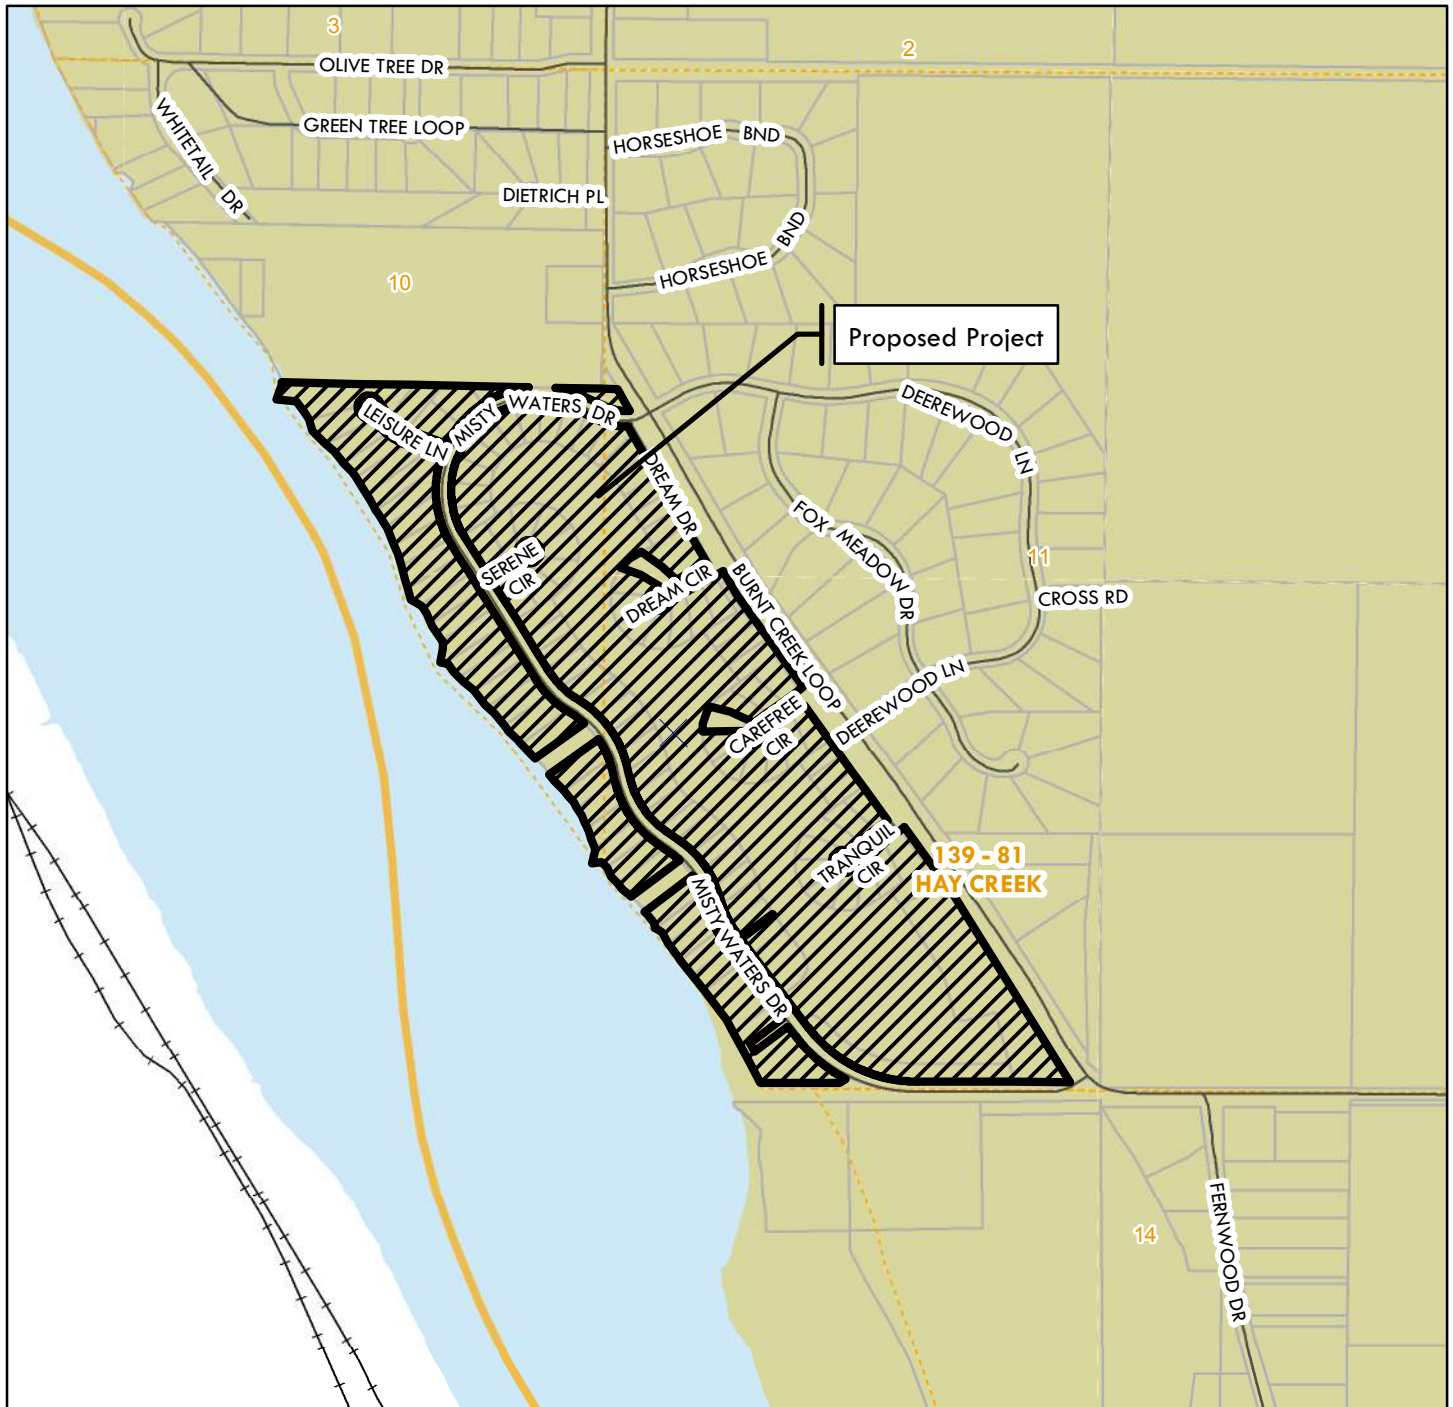 3
2
OLIVE TREE DR
GREEN TREE LOOP
WHITETAIL DR
HORSESHOE BND
DIETRICH PL
HORSESHOE BND
10
Proposed Project
LEISURE LN
MISTY WATERS DR
DEEREWOOD LN
DREAM DR
FOX MEADOW DR
SERENE
CIR
DREAM CIR
BURNT CREEK LOOP
11
CROSS RD
DEEREWOOD LN
CAREFREE
CIR
TRANQUIL
CIR
139 - 81
HAY CREEK
MISTY WATERS DR
14
FERNWOOD DR